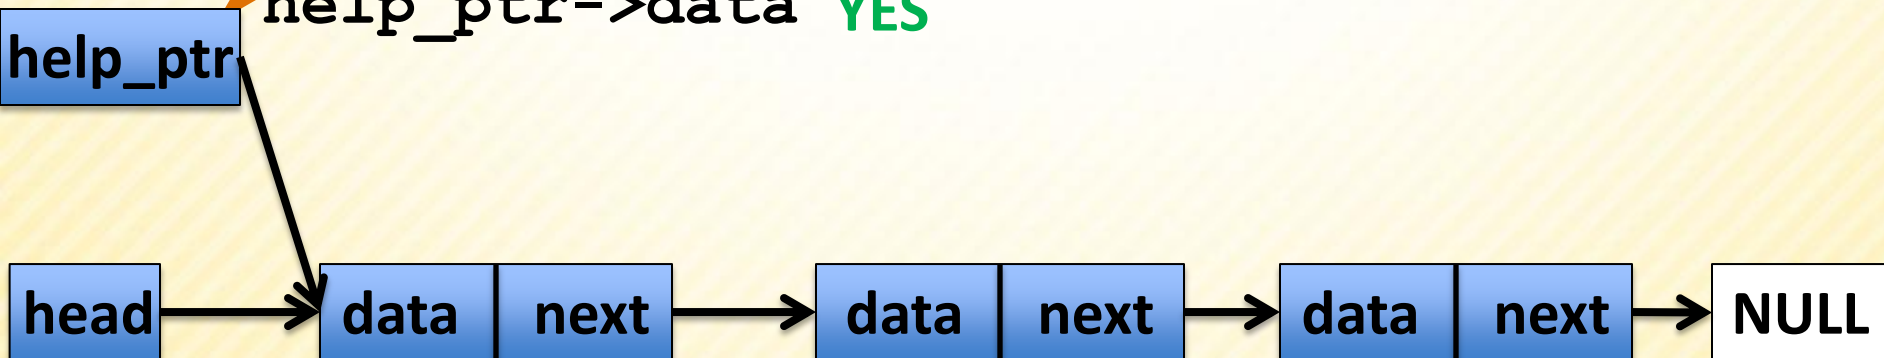 help_ptr->data YES
help_ptr
head data next data next data next NULL